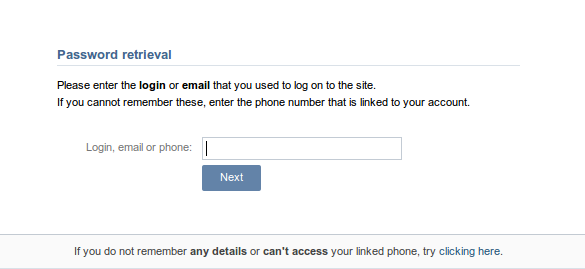 Password retrieval
Please enter the login or email that you used to log on to the site.
If you cannot remember these, enter the phone number that is linked to your account.
Login, email or phone:
Next
If you do not remember any details or can't access your linked phone, try clicking here.